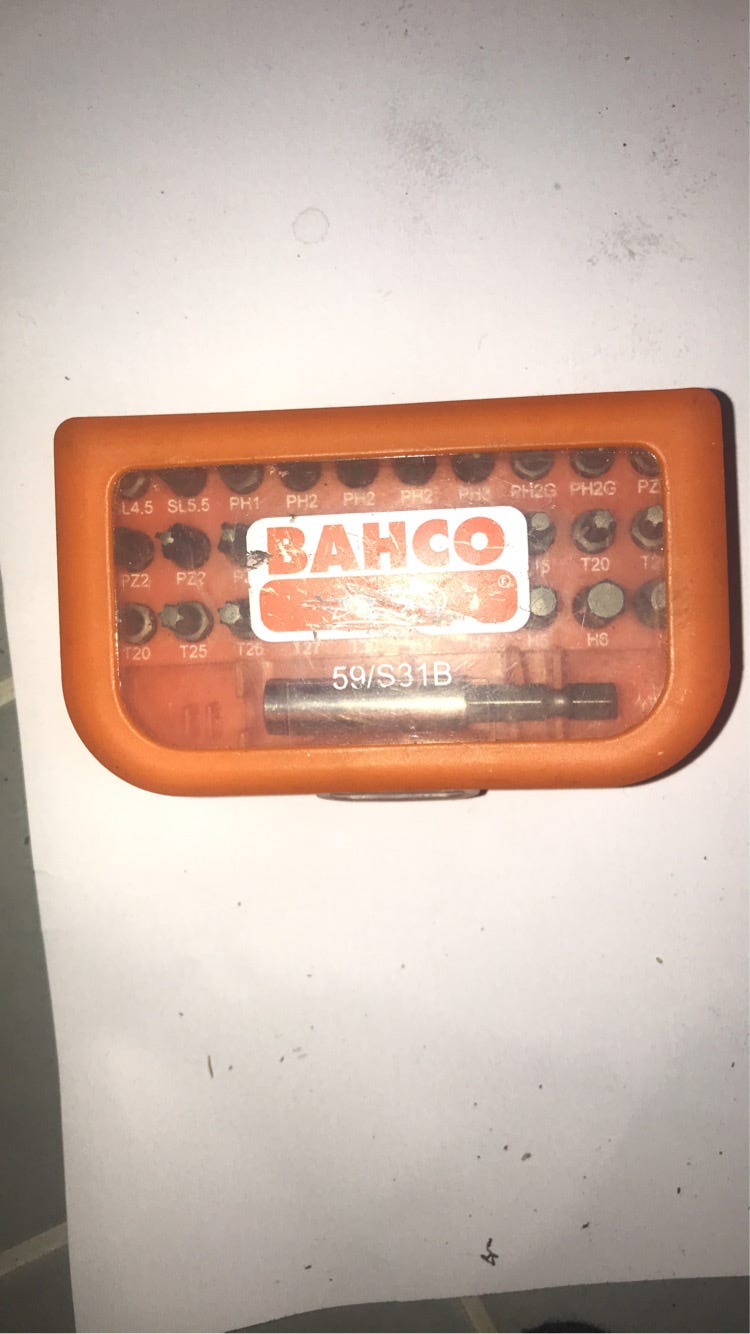 L4.5 SL5.5 PH1 PH2 PH2 PH2 PH2G PH2G PZ
BAHCO
®
PZ2 PZ2 T20
T20 T25 T27 H6
59/S31B